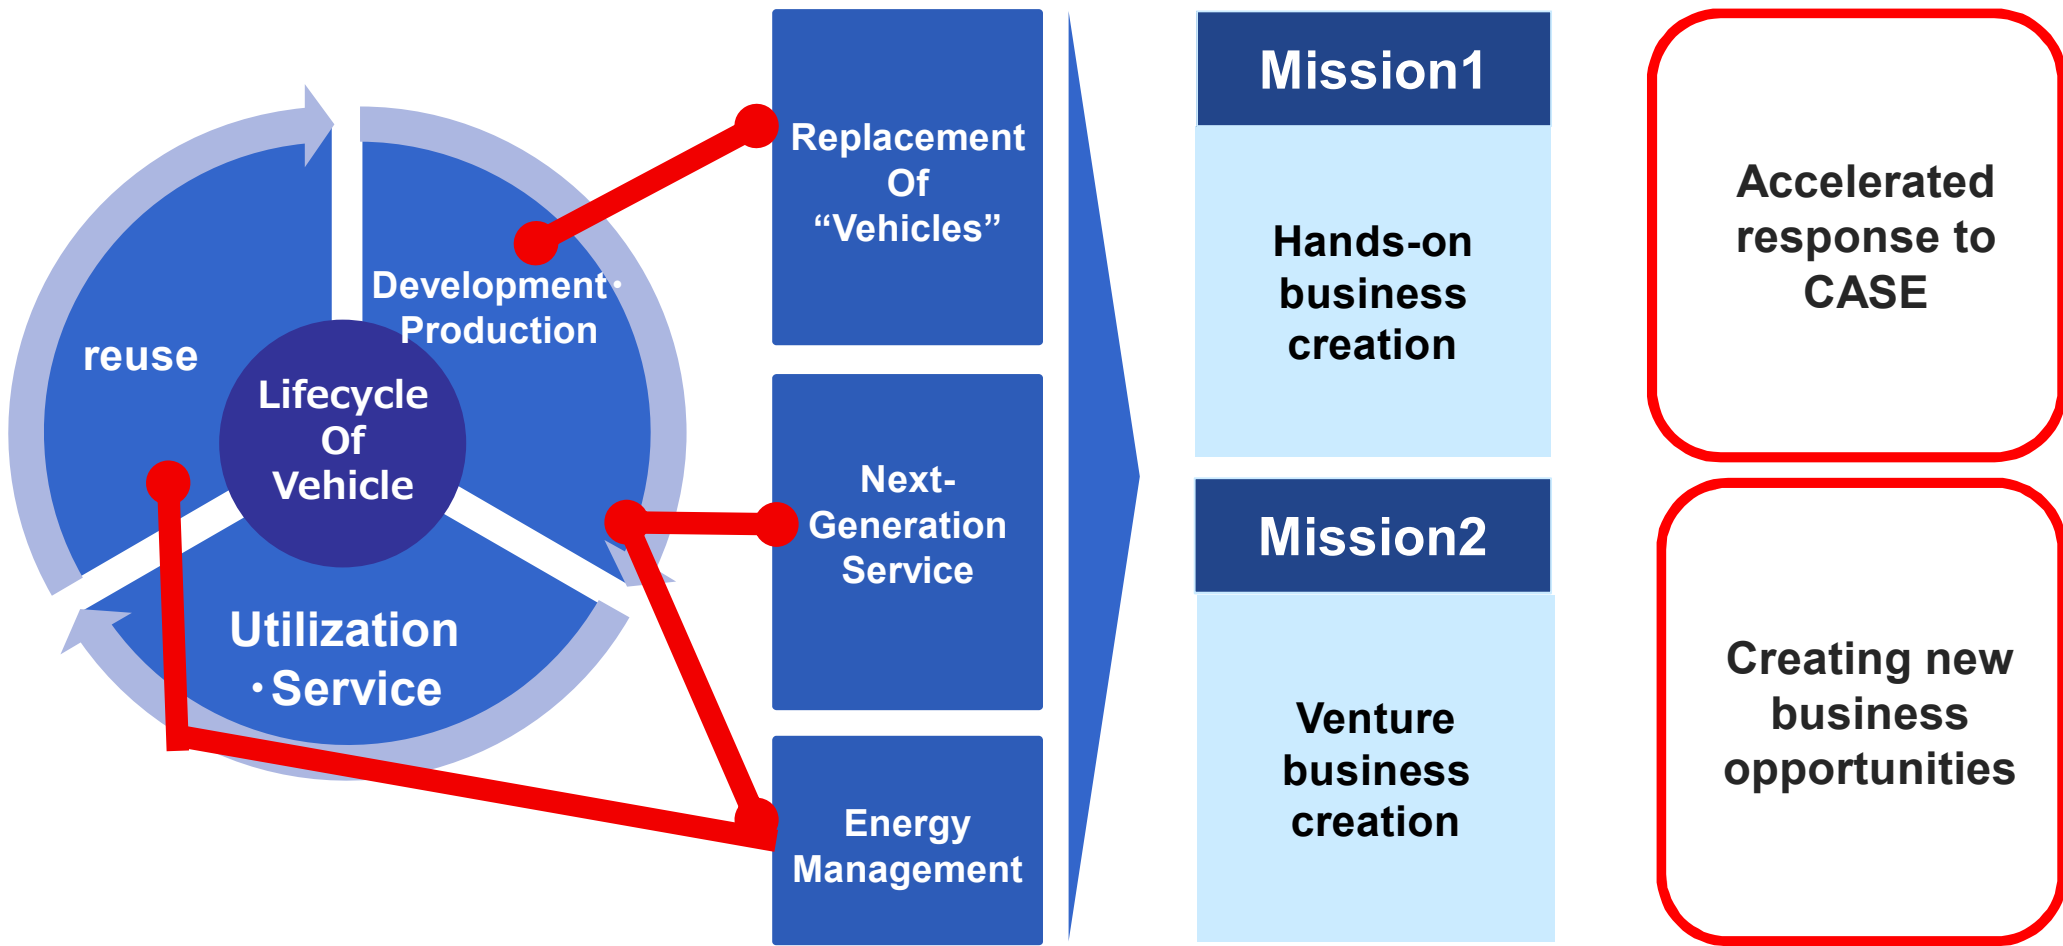 reuse
Development・
Production
Lifecycle
Of
Vehicle
Utilization
・Service
Replacement
Of
“Vehicles”
Next-
Generation
Service
Energy
Management
Mission1
Hands-on
business
creation
Mission2
Venture
business
creation
Accelerated
response to
CASE
Creating new
business
opportunities